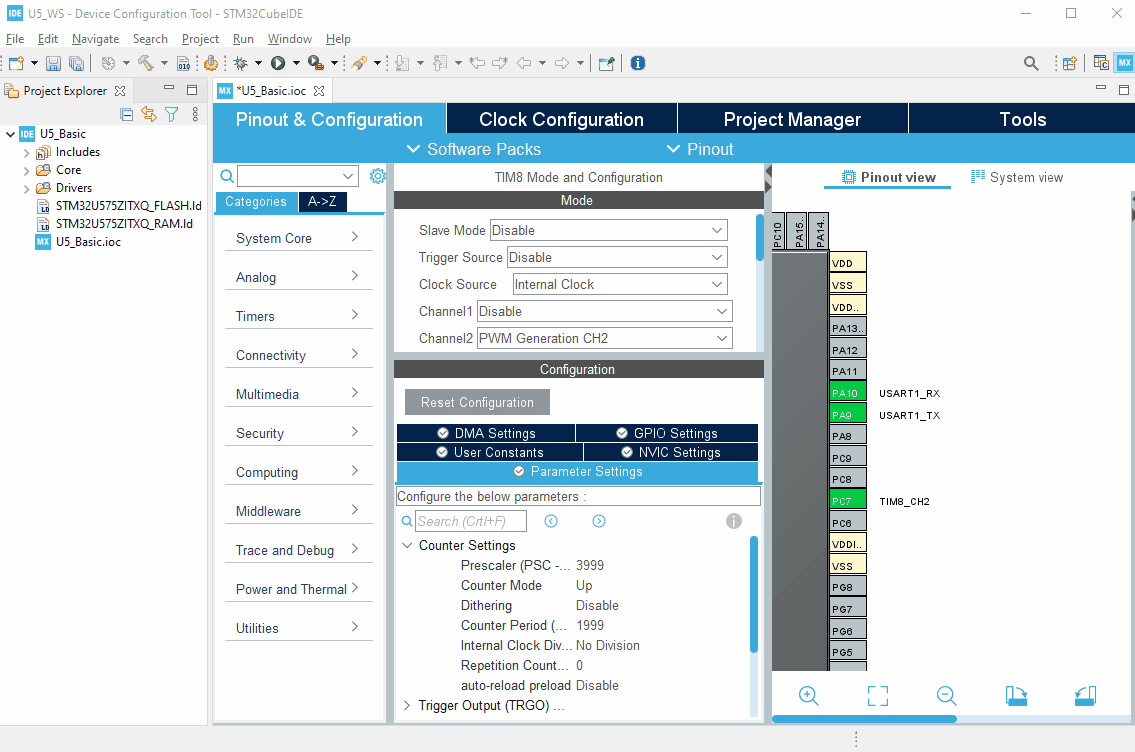 IDE U5_WS - Device Configuration Tool - STM32CubeIDE
File Edit Navigate Search Project Run Window Help
Project Explorer
MX *U5_Basic.ioc
IDE U5_Basic
Includes
Core
Drivers
STM32U575ZITXQ_FLASH.ld
STM32U575ZITXQ_RAM.ld
MX U5_Basic.ioc
Pinout & Configuration Clock Configuration Project Manager Tools
Software Packs Pinout
Categories A->Z
System Core
Analog
Timers
Connectivity
Multimedia
Security
Computing
Middleware
Trace and Debug
Power and Thermal
Utilities
TIM8 Mode and Configuration
Mode
Slave Mode Disable
Trigger Source Disable
Clock Source Internal Clock
Channel1 Disable
Channel2 PWM Generation CH2
Configuration
Reset Configuration
DMA Settings GPIO Settings
User Constants NVIC Settings
Parameter Settings
Configure the below parameters :
Search (Crtl+F)
Counter Settings
Prescaler (PSC -... 3999
Counter Mode Up
Dithering Disable
Counter Period (... 1999
Internal Clock Div... No Division
Repetition Count... 0
auto-reload preload Disable
Trigger Output (TRGO) ...
Pinout view System view
PC10 PA15.. PA14..
VDD
VSS
VDD..
PA13..
PA12
PA11
PA10 USART1_RX
PA9 USART1_TX
PA8
PC9
PC8
PC7 TIM8_CH2
PC6
VDDI..
VSS
PG8
PG7
PG6
PG5